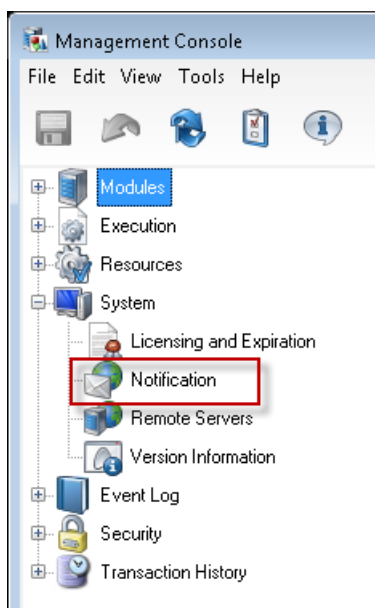 Management Console
File Edit View Tools Help
Modules
Execution
Resources
System
Licensing and Expiration
Notification
Remote Servers
Version Information
Event Log
Security
Transaction History